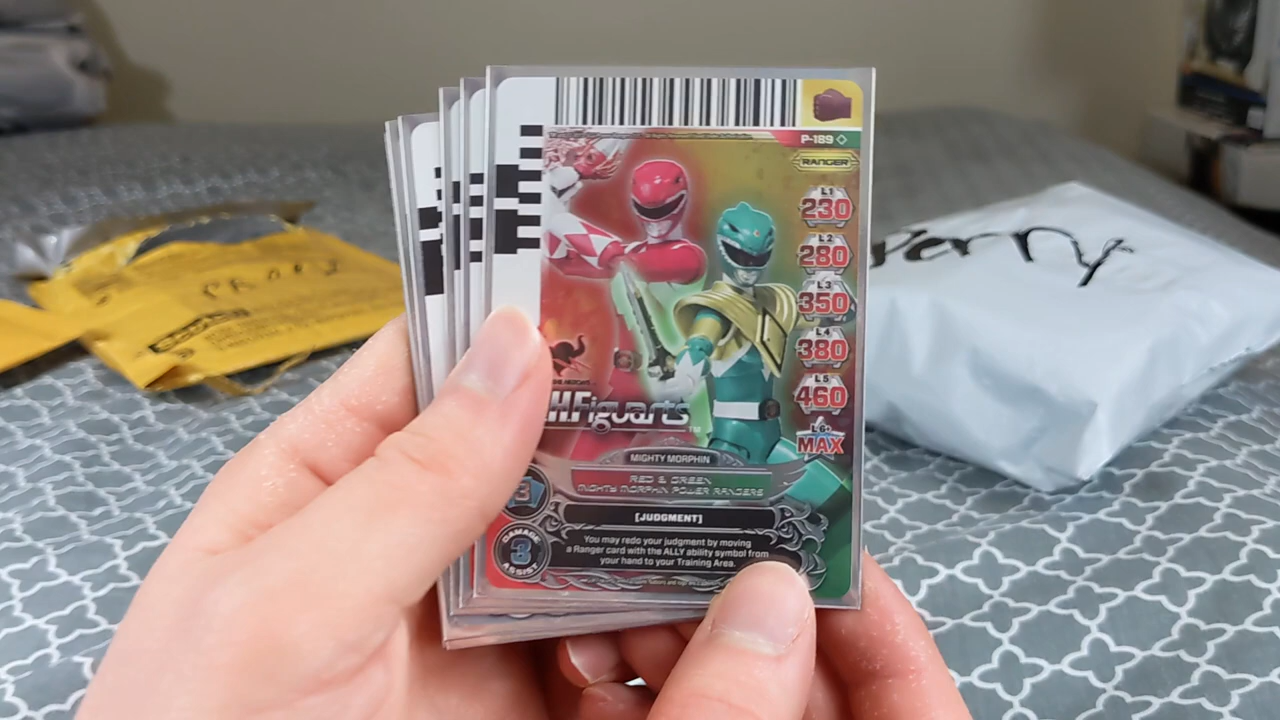 P-189◇
RANGER
L1
230
L2
280
L3
350
L4
380
L5
460
L6+
MAX
H.Figuarts™
MIGHTY MORPHIN
RED & GREEN
MIGHTY MORPHIN POWER RANGERS
3
[JUDGMENT]
DAMAGE
3
ASSIST
You may redo your judgment by moving
a Ranger card with the ALLY ability symbol from
your hand to your Training Area.
Perry